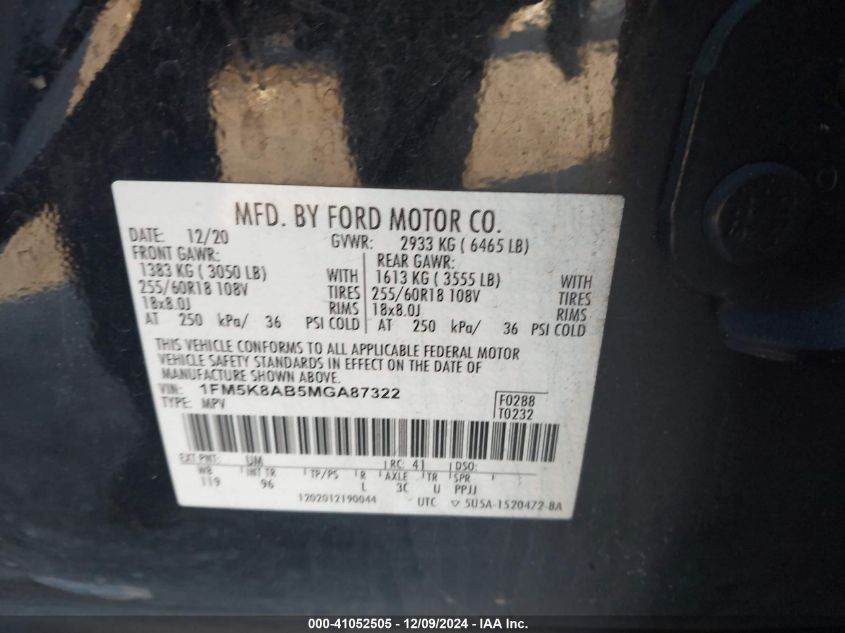 MFD. BY FORD MOTOR CO.
DATE: 12/20 GVWR: 2933 KG ( 6465 LB)
FRONT GAWR: REAR GAWR:
1383 KG ( 3050 LB) WITH 1613 KG ( 3555 LB) WITH
255/60R18 108V TIRES 255/60R18 108V TIRES
18x8.0J RIMS 18x8.0J RIMS
AT 250 kPa/ 36 PSI COLD AT 250 kPa/ 36 PSI COLD
THIS VEHICLE CONFORMS TO ALL APPLICABLE FEDERAL MOTOR
VEHICLE SAFETY STANDARDS IN EFFECT ON THE DATE OF
MANUFACTURE SHOWN ABOVE.
VIN: 1FM5K8AB5MGA87322 F0288
TYPE: MPV T0232
EXT PNT: UM RC: 41 DSO:
WB INT TR TP/PS R AXLE TR SPR
119 96 L 3C U PPJJ
1202012190044 UTC ▽ 5U5A-1520472-BA
000-41052505 - 12/09/2024 - IAA Inc.